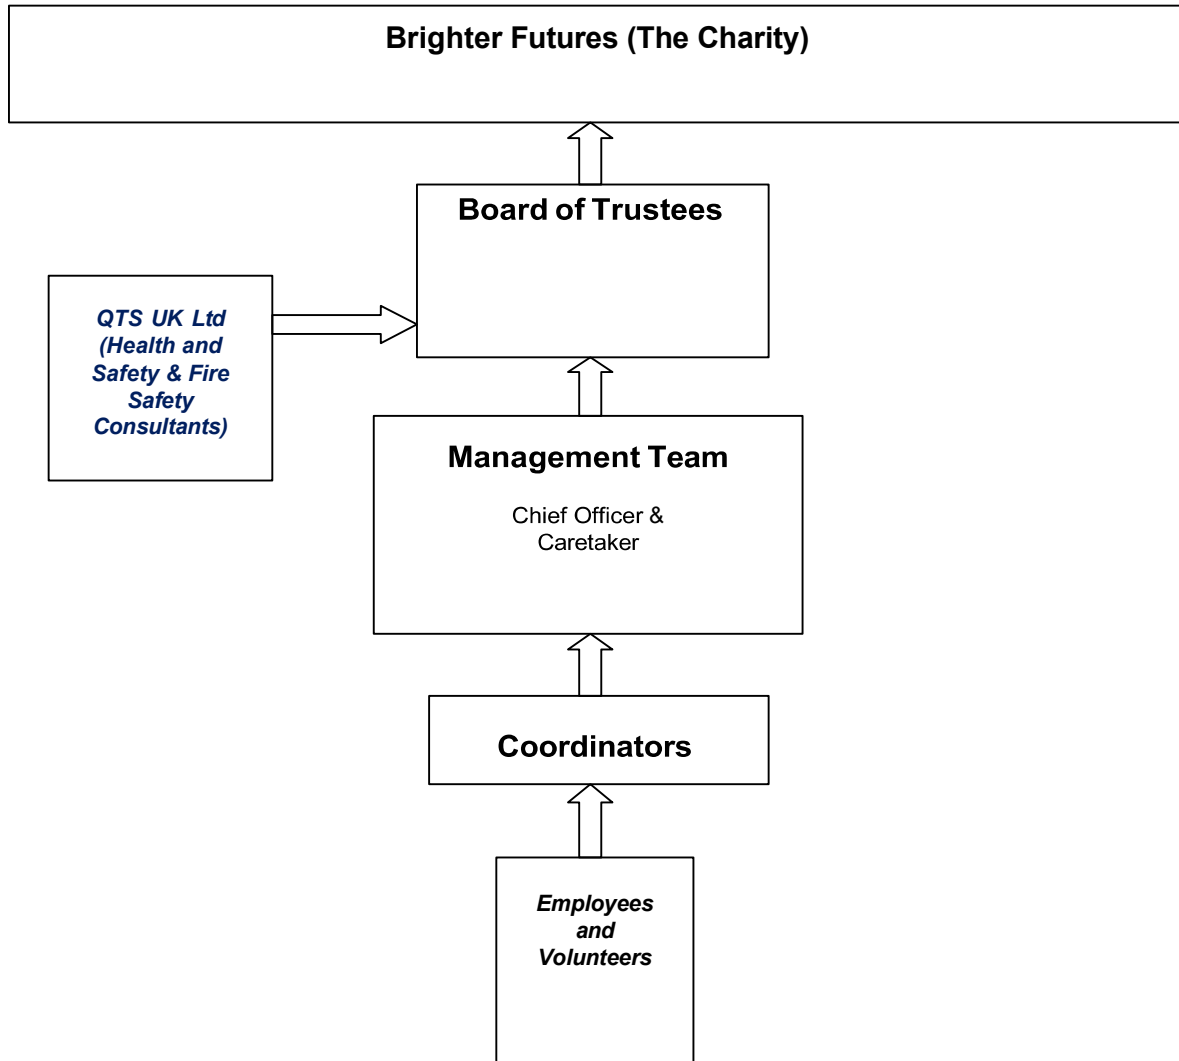 Brighter Futures (The Charity)
Board of Trustees
QTS UK Ltd
(Health and
Safety & Fire
Safety
Consultants)
Management Team
Chief Officer &
Caretaker
Coordinators
Employees
and
Volunteers